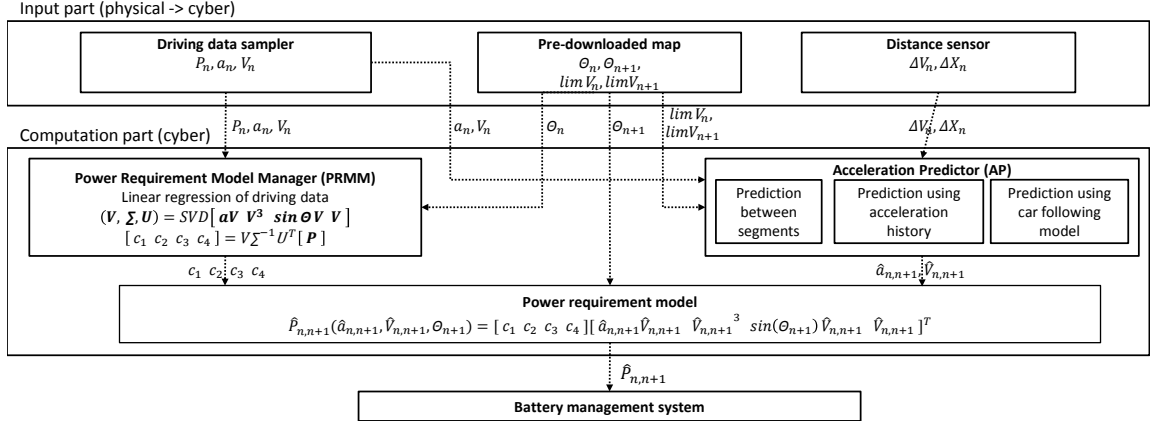 Input part (physical -> cyber)
Driving data sampler
Pₙ, aₙ, Vₙ
Pre-downloaded map
Θₙ, Θₙ₊₁,
lim Vₙ, limVₙ₊₁
Distance sensor
ΔVₙ, ΔXₙ
Pₙ, aₙ, Vₙ
aₙ, Vₙ
Θₙ
Θₙ₊₁
lim Vₙ,
limVₙ₊₁
ΔVₙ, ΔXₙ
Computation part (cyber)
Power Requirement Model Manager (PRMM)
Linear regression of driving data
(V, Σ, U) = SVD[ aV V³ sin Θ V V ]
[ c₁ c₂ c₃ c₄ ] = VΣ⁻¹Uᵀ[ P ]
Acceleration Predictor (AP)
Prediction
between
segments
Prediction using
acceleration
history
Prediction using
car following
model
c₁ c₂ c₃ c₄
âₙ,ₙ₊₁, V̂ₙ,ₙ₊₁
Power requirement model
P̂ₙ,ₙ₊₁(âₙ,ₙ₊₁, V̂ₙ,ₙ₊₁, Θₙ₊₁) = [ c₁ c₂ c₃ c₄ ][ âₙ,ₙ₊₁V̂ₙ,ₙ₊₁ V̂ₙ,ₙ₊₁³ sin(Θₙ₊₁) V̂ₙ,ₙ₊₁ V̂ₙ,ₙ₊₁ ]ᵀ
P̂ₙ,ₙ₊₁
Battery management system